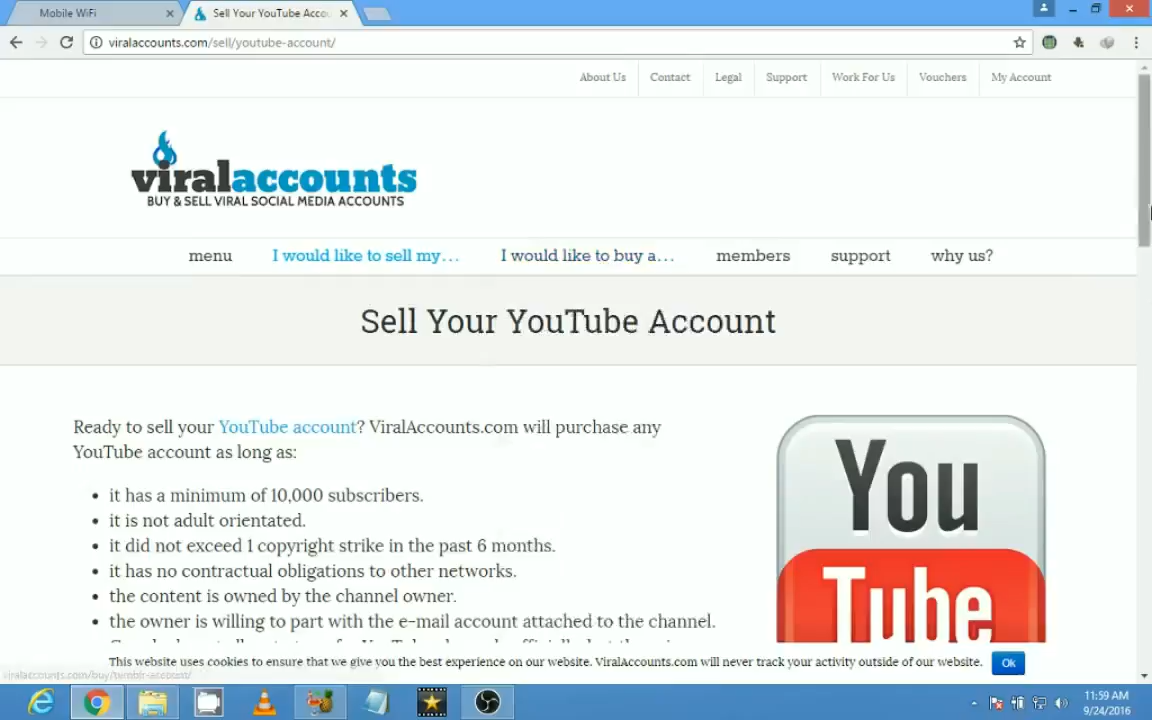 Mobile WiFi
Sell Your YouTube Acco
viralaccounts.com/sell/youtube-account/
About Us
Contact
Legal
Support
Work For Us
Vouchers
My Account
viralaccounts
BUY & SELL VIRAL SOCIAL MEDIA ACCOUNTS
menu
I would like to sell my...
I would like to buy a...
members
support
why us?
Sell Your YouTube Account
Ready to sell your YouTube account? ViralAccounts.com will purchase any
YouTube account as long as:
• it has a minimum of 10,000 subscribers.
• it is not adult orientated.
• it did not exceed 1 copyright strike in the past 6 months.
• it has no contractual obligations to other networks.
• the content is owned by the channel owner.
• the owner is willing to part with the e-mail account attached to the channel.
You
Tube
This website uses cookies to ensure that we give you the best experience on our website. ViralAccounts.com will never track your activity outside of our website.
Ok
viralaccounts.com/buy/tumblr-account/
11:59 AM
9/24/2016